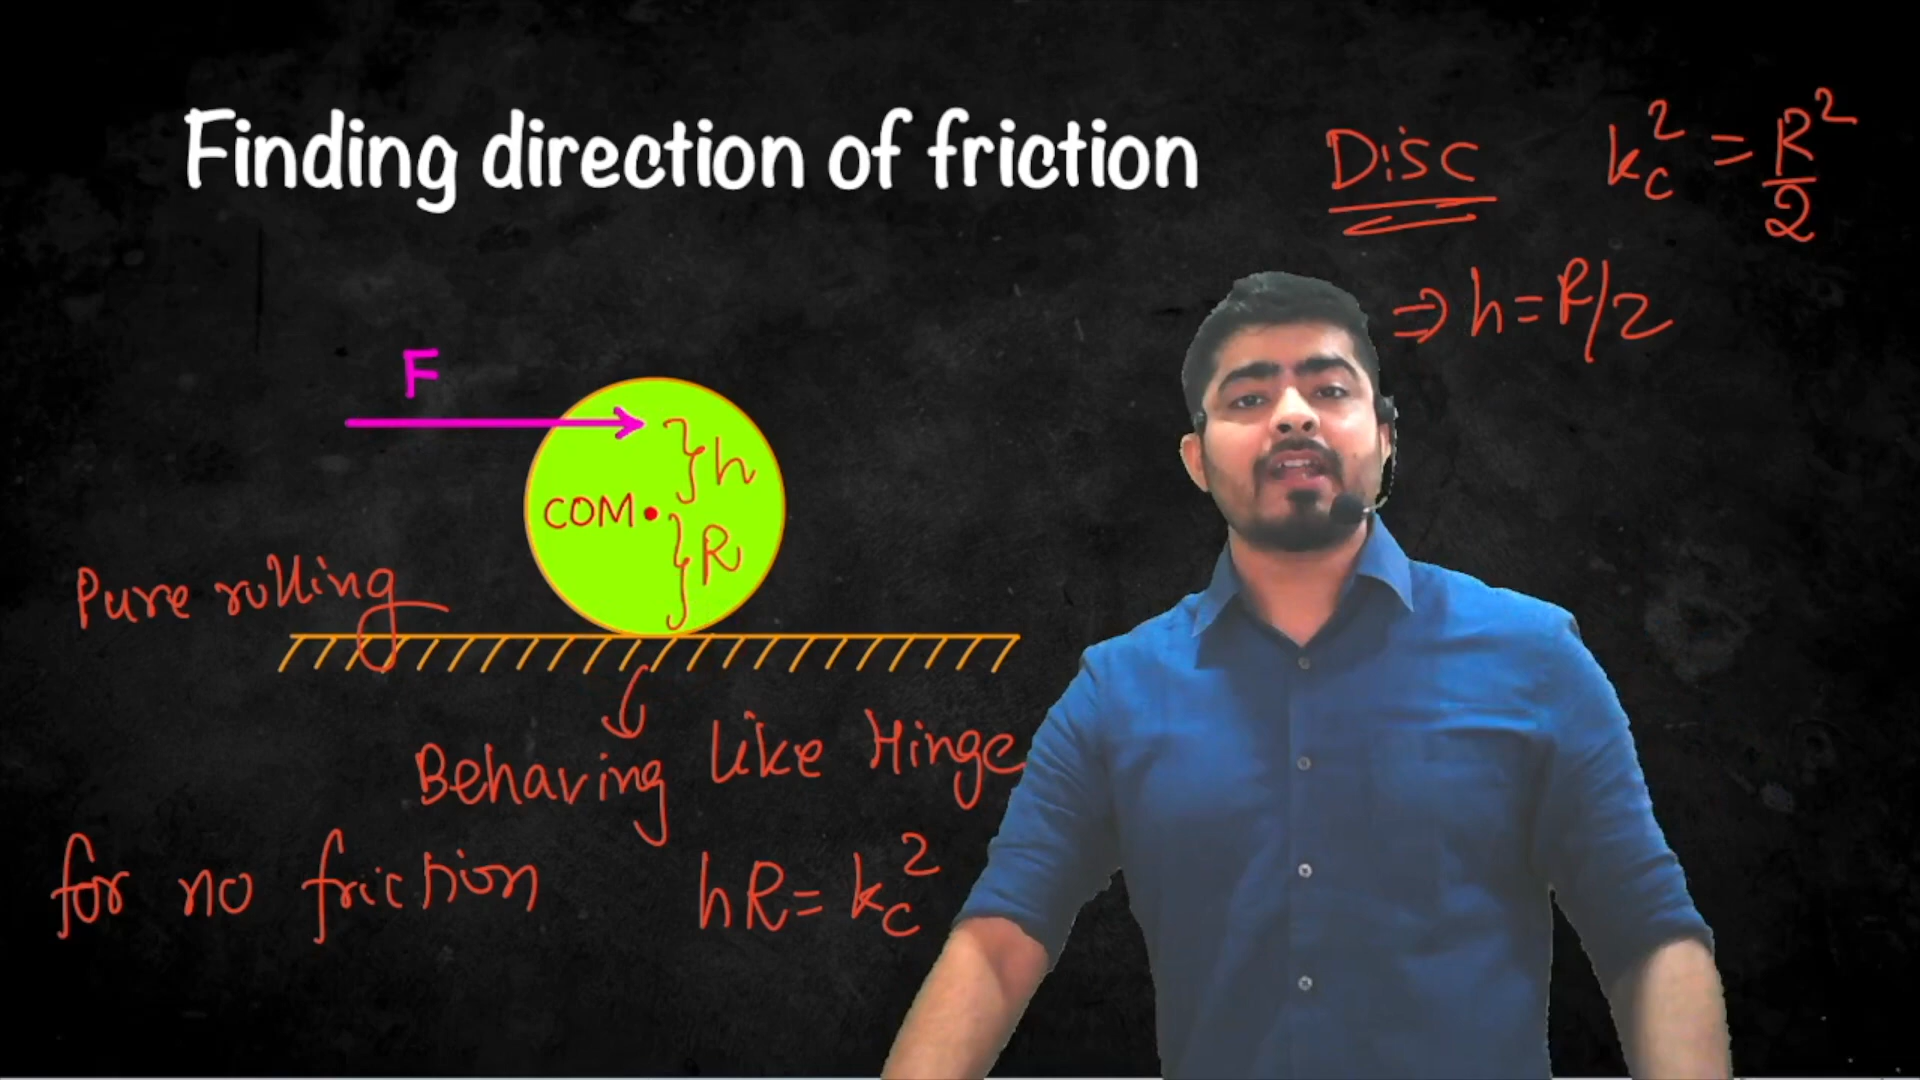 Finding direction of friction
Disc k_c^2 = R^2/2
⇒ h = R/2
F
h
COM
R
Pure rolling
Behaving like Hinge
for no friction hR = k_c^2